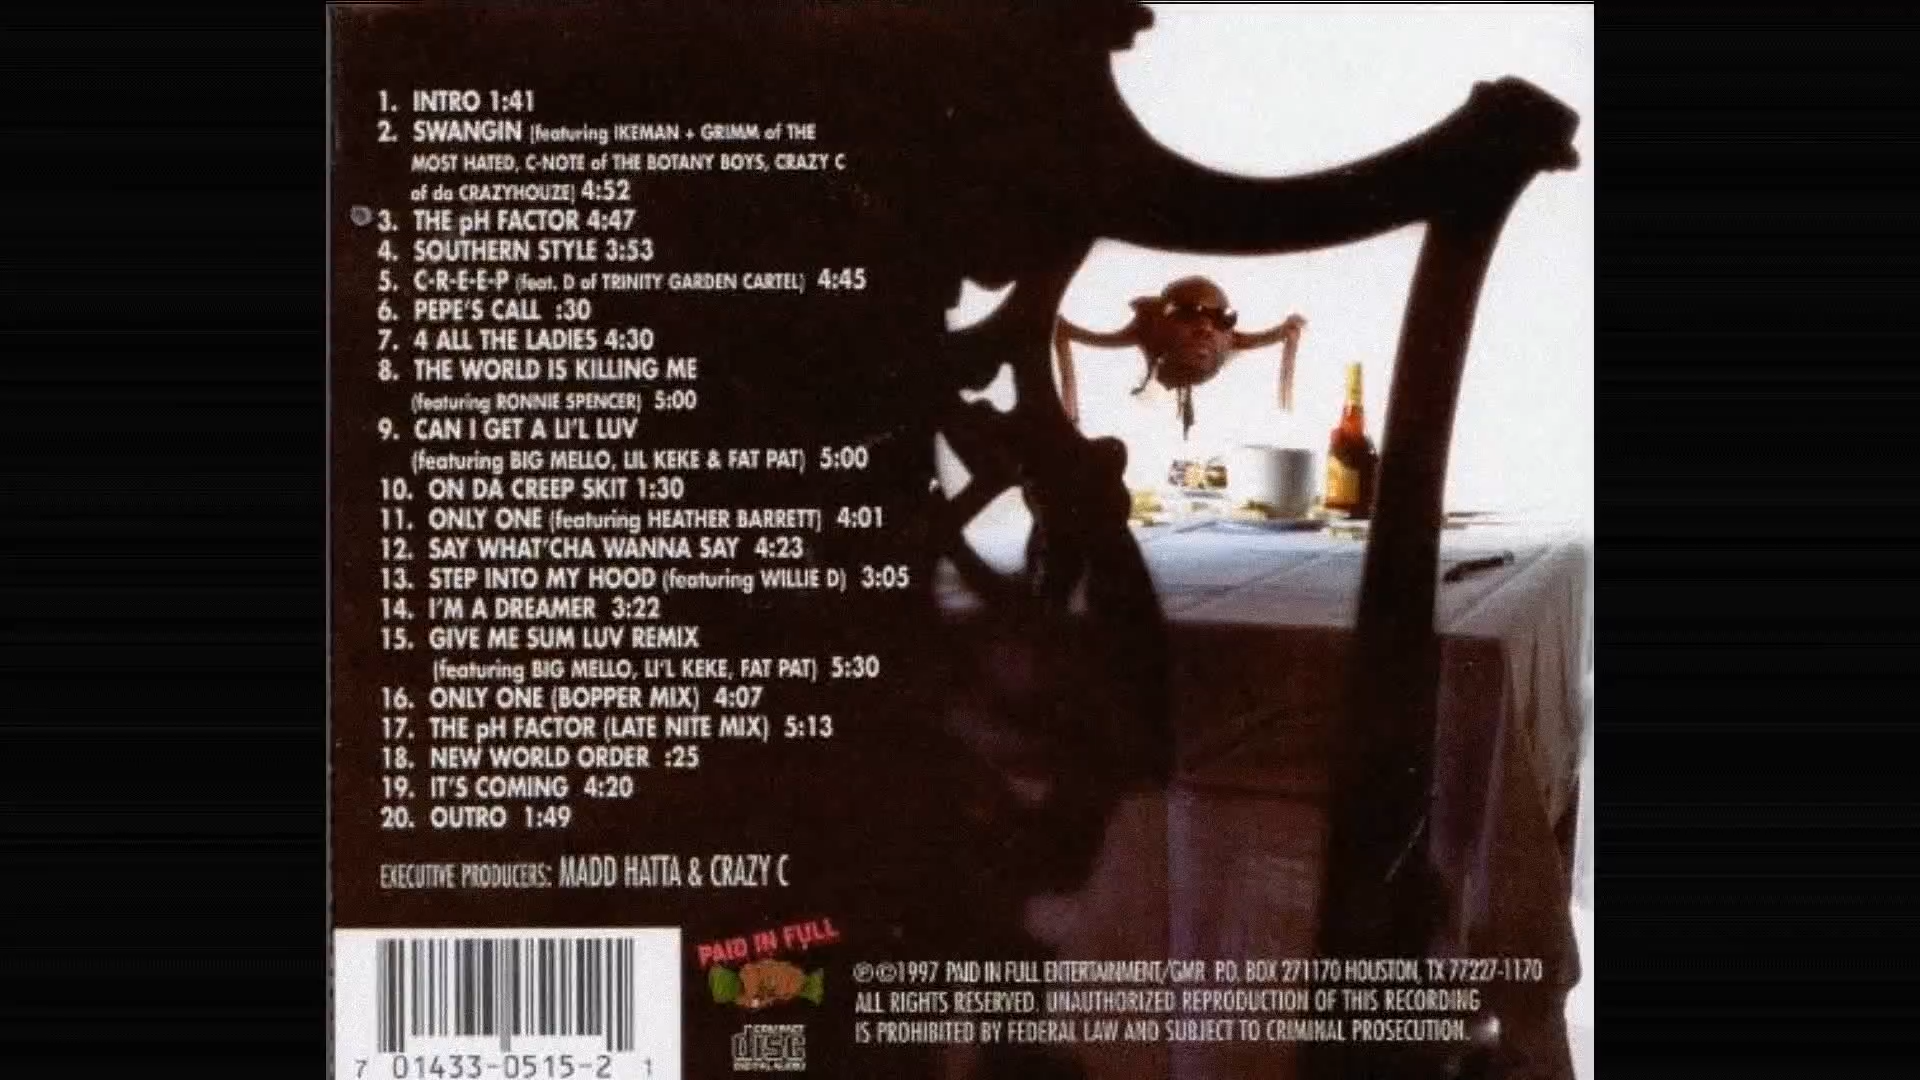 1. INTRO 1:41
2. SWANGIN (featuring IKEMAN + GRIMM of THE
MOST HATED, C-NOTE of THE BOTANY BOYS, CRAZY C
of da CRAZYHOUZE) 4:52
3. THE pH FACTOR 4:47
4. SOUTHERN STYLE 3:53
5. C-R-E-E-P (feat. D of TRINITY GARDEN CARTEL) 4:45
6. PEPE'S CALL :30
7. 4 ALL THE LADIES 4:30
8. THE WORLD IS KILLING ME
(featuring RONNIE SPENCER) 5:00
9. CAN I GET A LI'L LUV
(featuring BIG MELLO, LIL KEKE & FAT PAT) 5:00
10. ON DA CREEP SKIT 1:30
11. ONLY ONE (featuring HEATHER BARRETT) 4:01
12. SAY WHAT'CHA WANNA SAY 4:23
13. STEP INTO MY HOOD (featuring WILLIE D) 3:05
14. I'M A DREAMER 3:22
15. GIVE ME SUM LUV REMIX
(featuring BIG MELLO, LI'L KEKE, FAT PAT) 5:30
16. ONLY ONE (BOPPER MIX) 4:07
17. THE pH FACTOR (LATE NITE MIX) 5:13
18. NEW WORLD ORDER :25
19. IT'S COMING 4:20
20. OUTRO 1:49
EXECUTIVE PRODUCERS: MADD HATTA & CRAZY C
PAID IN FULL
COMPACT
disc
DIGITAL AUDIO
℗©1997 PAID IN FULL ENTERTAINMENT/GMR P.O. BOX 271170 HOUSTON, TX 77227-1170
ALL RIGHTS RESERVED. UNAUTHORIZED REPRODUCTION OF THIS RECORDING
IS PROHIBITED BY FEDERAL LAW AND SUBJECT TO CRIMINAL PROSECUTION.
7 01433-0515-2 1